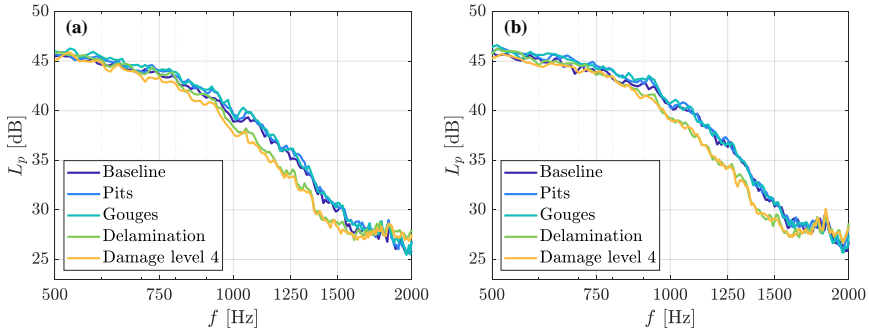 (a)
50
45
40
35
30
25
L_p [dB]
Baseline
Pits
Gouges
Delamination
Damage level 4
500 750 1000 1250 1500 2000
f [Hz]
(b)
50
45
40
35
30
25
L_p [dB]
Baseline
Pits
Gouges
Delamination
Damage level 4
500 750 1000 1250 1500 2000
f [Hz]